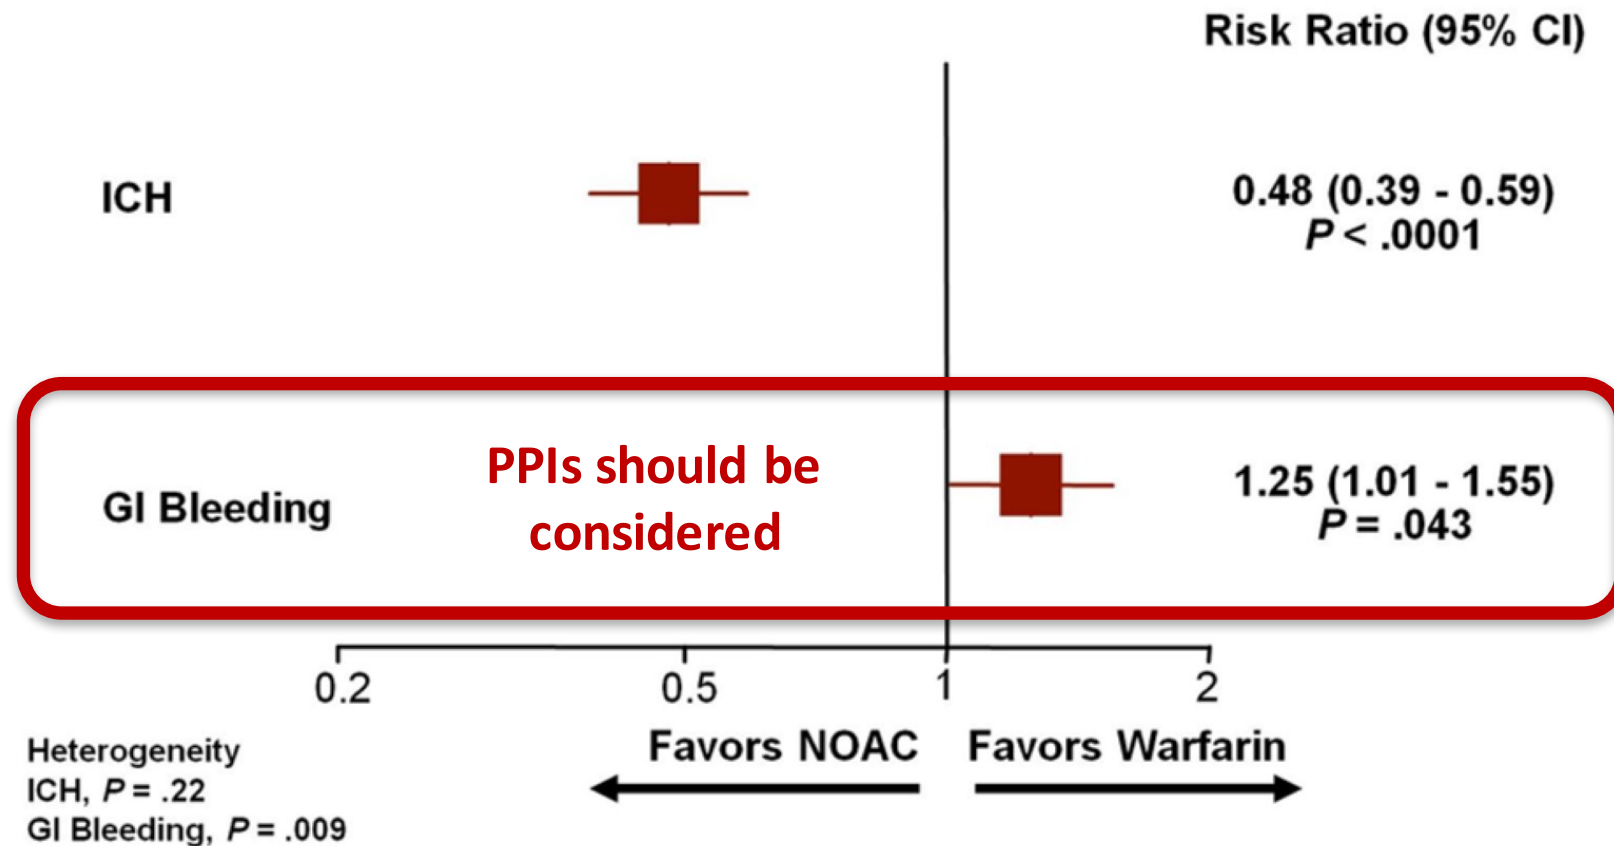 Risk Ratio (95% CI)
ICH
0.48 (0.39 - 0.59)
P < .0001
PPIs should be
considered
GI Bleeding
1.25 (1.01 - 1.55)
P = .043
0.2 0.5 1 2
Favors NOAC Favors Warfarin
Heterogeneity
ICH, P = .22
GI Bleeding, P = .009